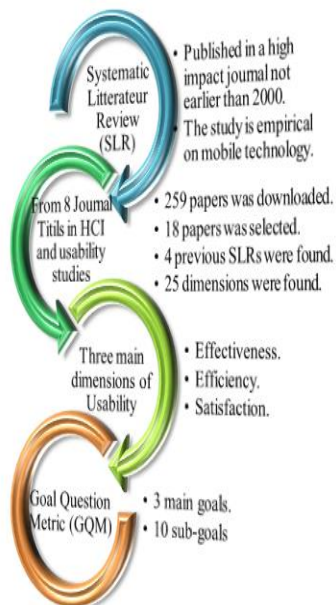 Systematic
Litterateur
Review
(SLR)
• Published in a high
impact journal not
earlier than 2000.
• The study is empirical
on mobile technology.
From 8 Journal
Titils in HCI
and usability
studies
• 259 papers was downloaded.
• 18 papers was selected.
• 4 previous SLRs were found.
• 25 dimensions were found.
Three main
dimensions of
Usability
• Effectiveness.
• Efficiency.
• Satisfaction.
Goal Question
Metric (GQM)
• 3 main goals.
• 10 sub-goals